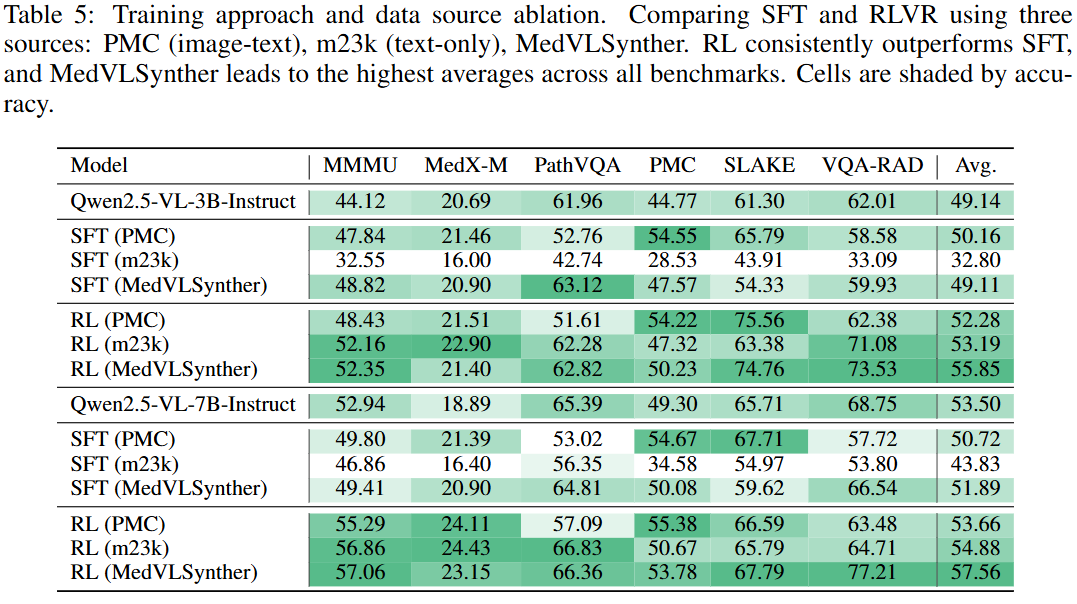 Table 5: Training approach and data source ablation. Comparing SFT and RLVR using three
sources: PMC (image-text), m23k (text-only), MedVLSynther. RL consistently outperforms SFT,
and MedVLSynther leads to the highest averages across all benchmarks. Cells are shaded by accu-
racy.
Model MMMU MedX-M PathVQA PMC SLAKE VQA-RAD Avg.
Qwen2.5-VL-3B-Instruct 44.12 20.69 61.96 44.77 61.30 62.01 49.14
SFT (PMC) 47.84 21.46 52.76 54.55 65.79 58.58 50.16
SFT (m23k) 32.55 16.00 42.74 28.53 43.91 33.09 32.80
SFT (MedVLSynther) 48.82 20.90 63.12 47.57 54.33 59.93 49.11
RL (PMC) 48.43 21.51 51.61 54.22 75.56 62.38 52.28
RL (m23k) 52.16 22.90 62.28 47.32 63.38 71.08 53.19
RL (MedVLSynther) 52.35 21.40 62.82 50.23 74.76 73.53 55.85
Qwen2.5-VL-7B-Instruct 52.94 18.89 65.39 49.30 65.71 68.75 53.50
SFT (PMC) 49.80 21.39 53.02 54.67 67.71 57.72 50.72
SFT (m23k) 46.86 16.40 56.35 34.58 54.97 53.80 43.83
SFT (MedVLSynther) 49.41 20.90 64.81 50.08 59.62 66.54 51.89
RL (PMC) 55.29 24.11 57.09 55.38 66.59 63.48 53.66
RL (m23k) 56.86 24.43 66.83 50.67 65.79 64.71 54.88
RL (MedVLSynther) 57.06 23.15 66.36 53.78 67.79 77.21 57.56